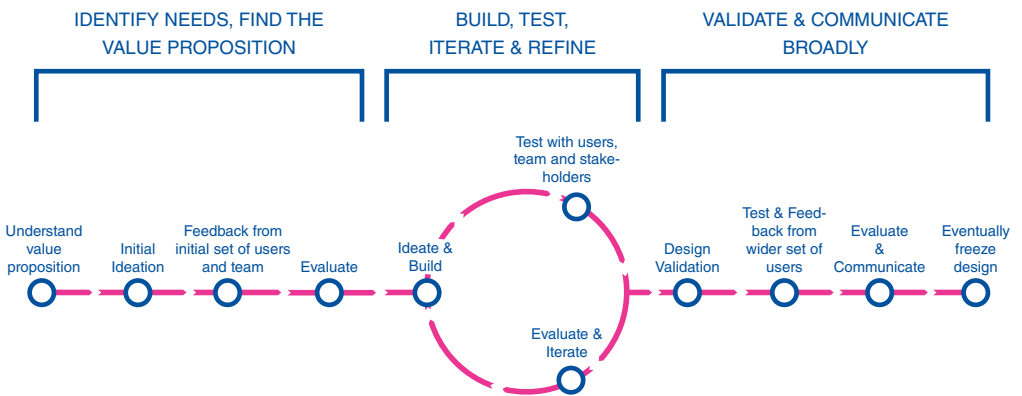 IDENTIFY NEEDS, FIND THE
VALUE PROPOSITION
BUILD, TEST,
ITERATE & REFINE
VALIDATE & COMMUNICATE
BROADLY
Understand
value
proposition
Initial
Ideation
Feedback from
initial set of users
and team
Evaluate
Ideate &
Build
Test with users,
team and stake-
holders
Evaluate &
Iterate
Design
Validation
Test & Feed-
back from
wider set of
users
Evaluate
&
Communicate
Eventually
freeze
design